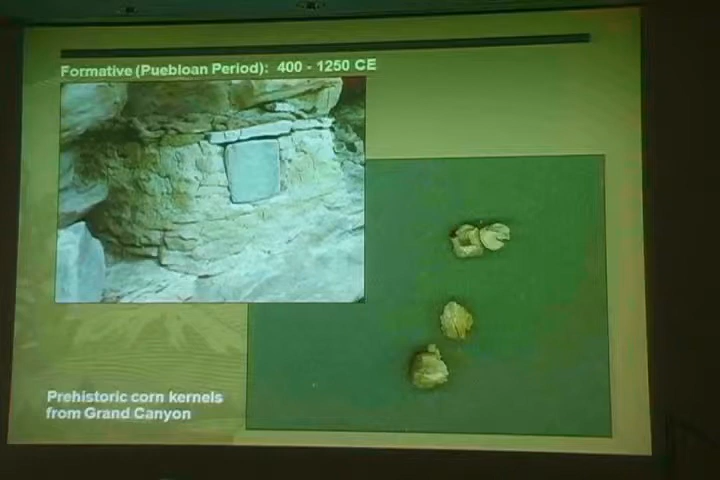 Formative (Puebloan Period): 400 - 1250 CE
Prehistoric corn kernels
from Grand Canyon